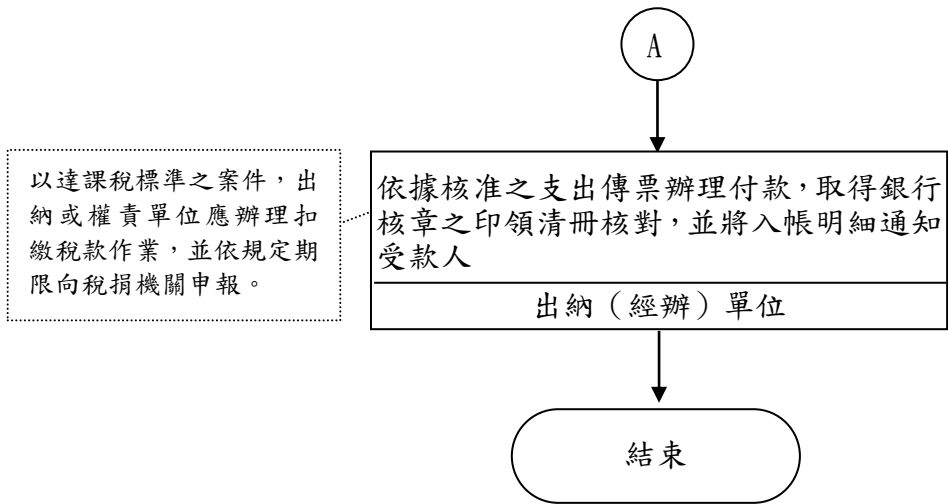 A
以達課稅標準之案件，出
納或權責單位應辦理扣
繳稅款作業，並依規定期
限向稅捐機關申報。
依據核准之支出傳票辦理付款，取得銀行
核章之印領清冊核對，並將入帳明細通知
受款人
出納（經辦）單位
結束